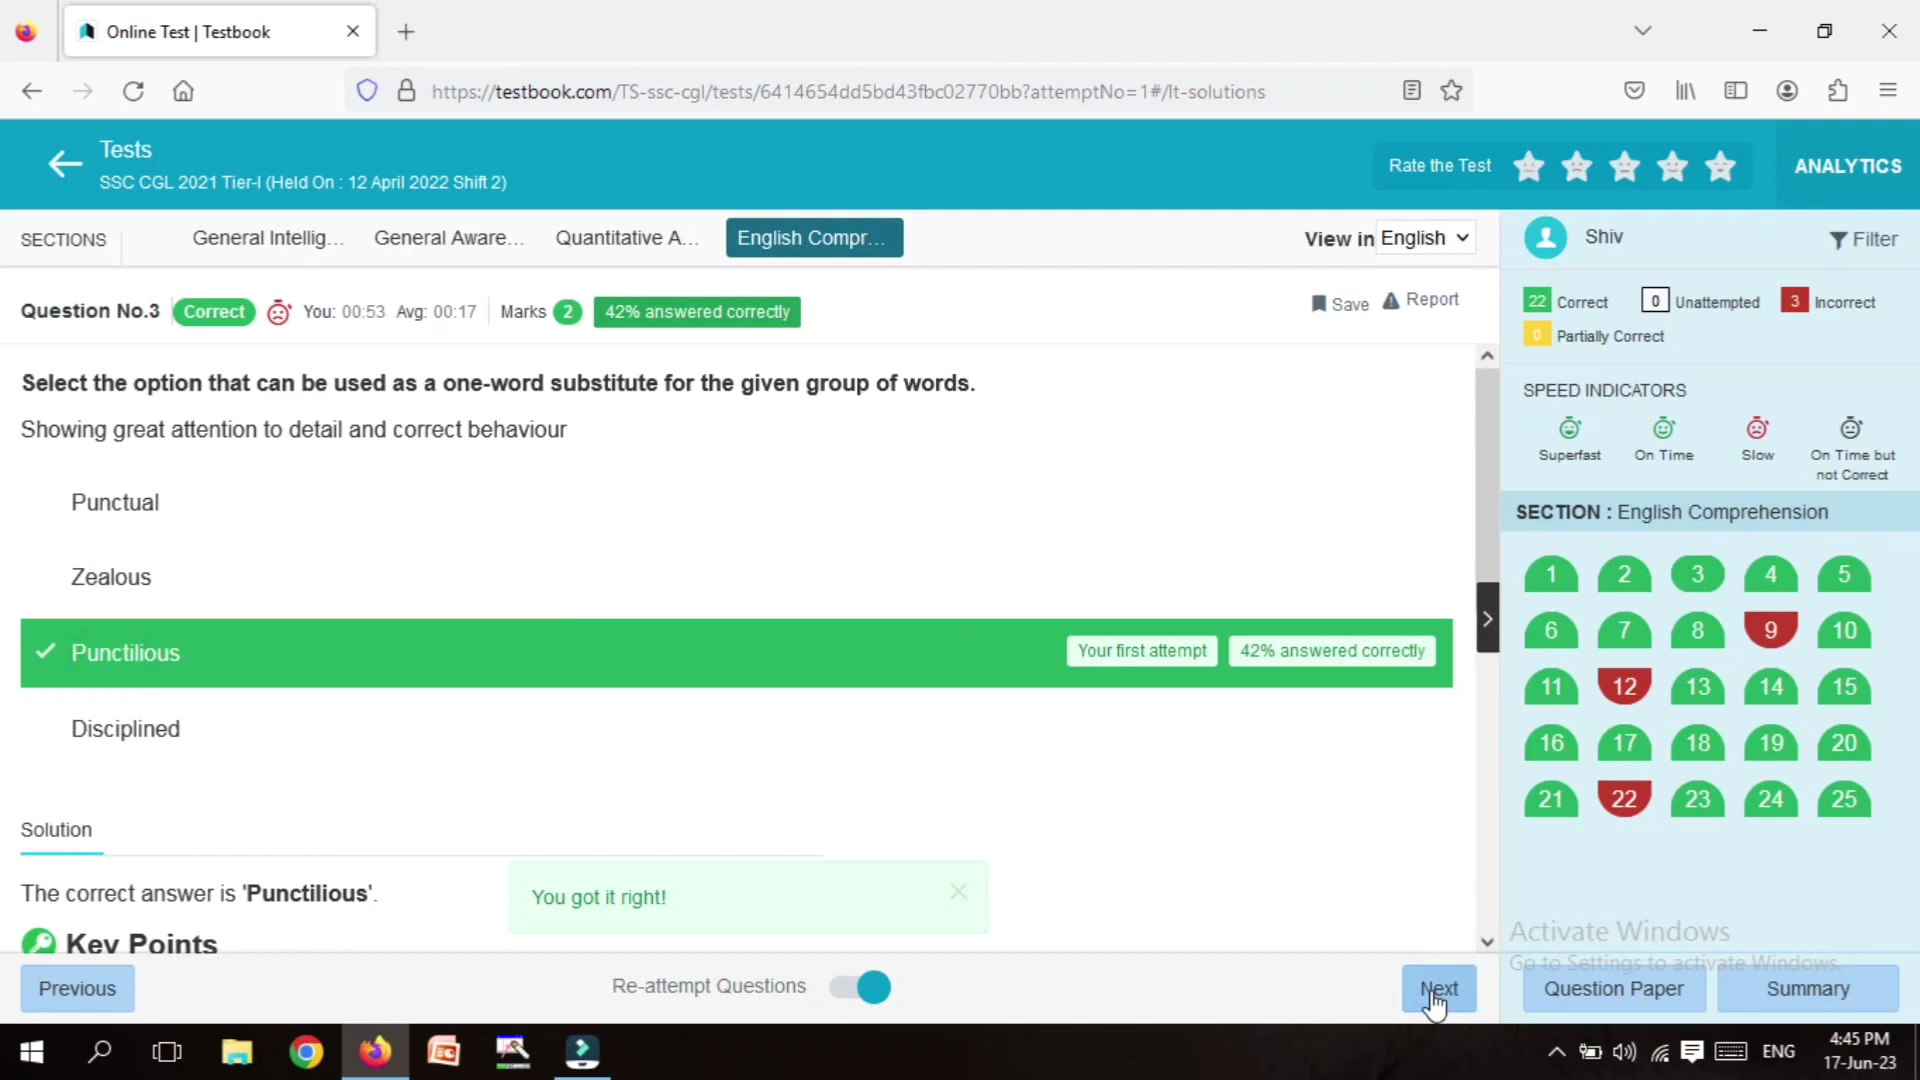 Online Test | Testbook
https://testbook.com/TS-ssc-cgl/tests/6414654dd5bd43fbc02770bb?attemptNo=1#/lt-solutions
Tests
SSC CGL 2021 Tier-I (Held On : 12 April 2022 Shift 2)
Rate the Test
ANALYTICS
SECTIONS
General Intellig...
General Aware...
Quantitative A...
English Compr...
View in English
Shiv
Filter
Question No.3 Correct You: 00:53 Avg: 00:17 Marks 2 42% answered correctly
Save Report
22 Correct 0 Unattempted 3 Incorrect
0 Partially Correct
Select the option that can be used as a one-word substitute for the given group of words.
Showing great attention to detail and correct behaviour
Punctual
Zealous
Punctilious Your first attempt 42% answered correctly
Disciplined
Solution
The correct answer is 'Punctilious'.
You got it right!
Key Points
SPEED INDICATORS
Superfast
On Time
Slow
On Time but
not Correct
SECTION : English Comprehension
1 2 3 4 5
6 7 8 9 10
11 12 13 14 15
16 17 18 19 20
21 22 23 24 25
Activate Windows
Go to Settings to activate Windows.
Previous
Re-attempt Questions
Next
Question Paper
Summary
ENG
4:45 PM
17-Jun-23